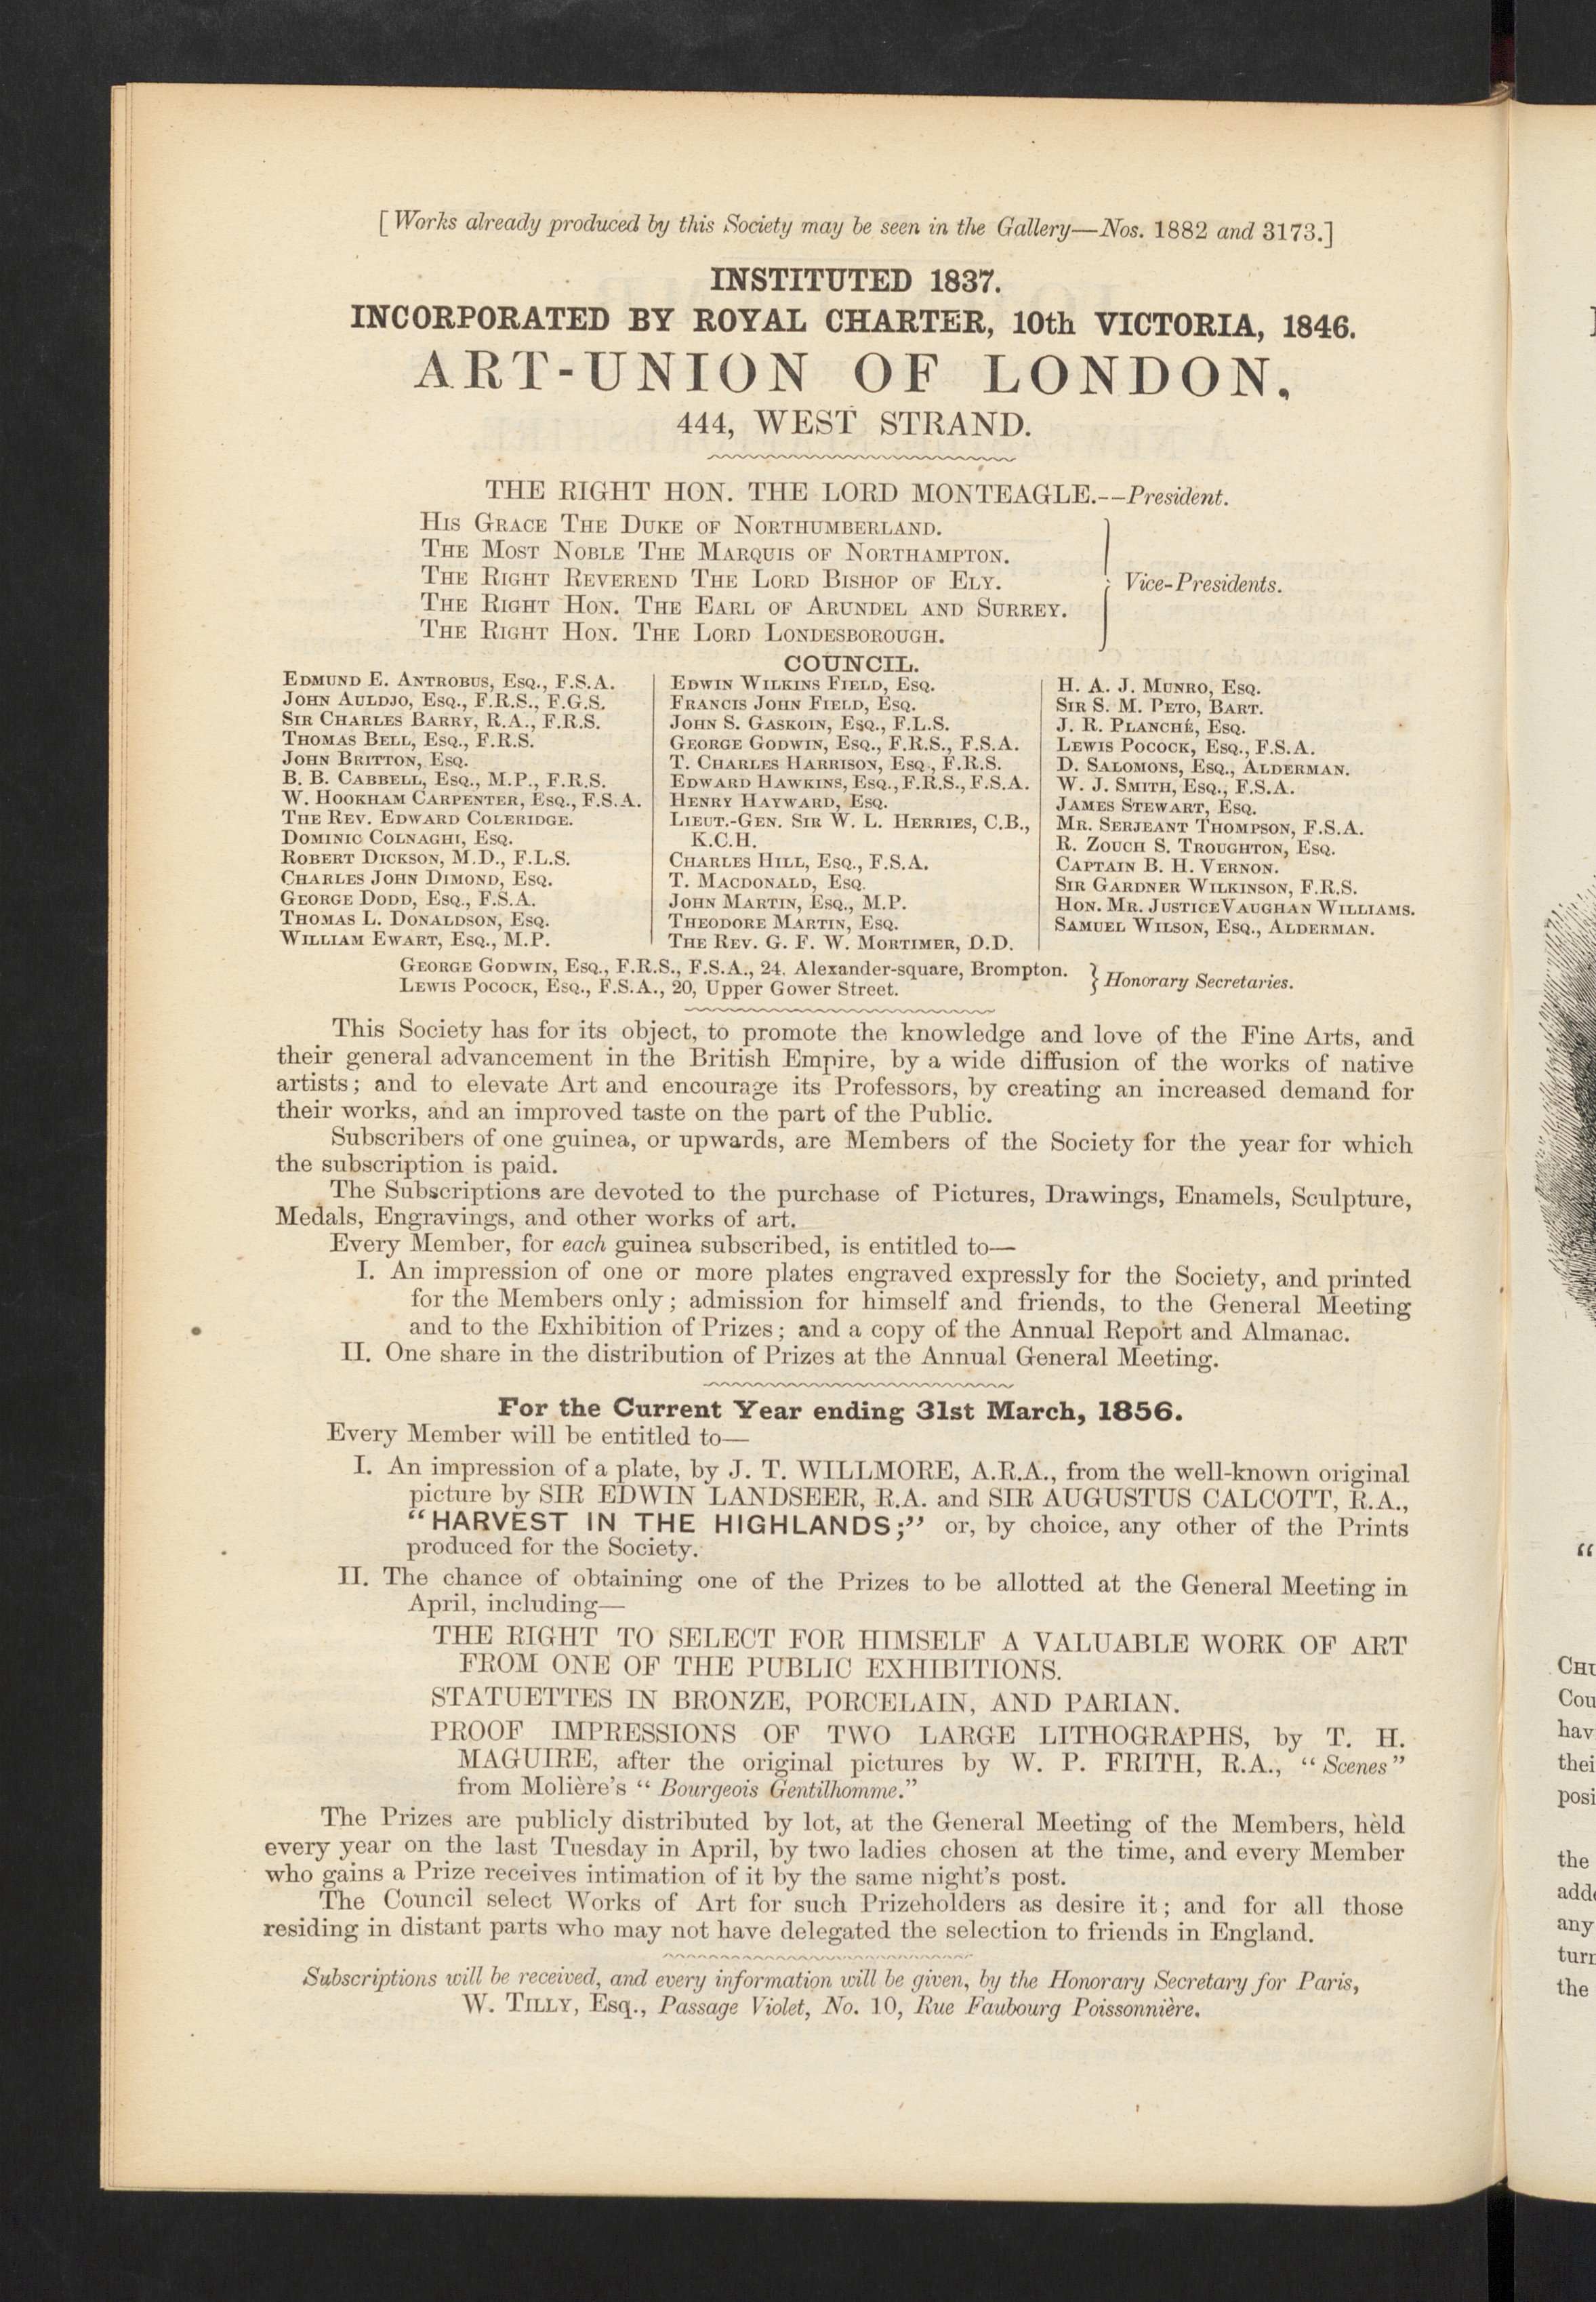 [Works already produced by this Society may be seen in the Gallery—Nos. 1882 and 3173.]
INSTITUTED 1837.
INCORPORATED BY ROYAL CHARTER, 10th VICTORIA, 1846.
ART-UNION OF LONDON,
444, WEST STRAND.
THE RIGHT HON. THE LORD MONTEAGLE.--President.
HIS GRACE THE DUKE OF NORTHUMBERLAND.
THE MOST NOBLE THE MARQUIS OF NORTHAMPTON.
THE RIGHT REVEREND THE LORD BISHOP OF ELY.
THE RIGHT HON. THE EARL OF ARUNDEL AND SURREY.
THE RIGHT HON. THE LORD LONDESBOROUGH.
Vice-Presidents.
COUNCIL.
EDMUND E. ANTROBUS, ESQ., F.S.A.
JOHN AULDJO, ESQ., F.R.S., F.G.S.
SIR CHARLES BARRY, R.A., F.R.S.
THOMAS BELL, ESQ., F.R.S.
JOHN BRITTON, ESQ.
B. B. CABBELL, ESQ., M.P., F.R.S.
W. HOOKHAM CARPENTER, ESQ., F.S.A.
THE REV. EDWARD COLERIDGE.
DOMINIC COLNAGHI, ESQ.
ROBERT DICKSON, M.D., F.L.S.
CHARLES JOHN DIMOND, ESQ.
GEORGE DODD, ESQ., F.S.A.
THOMAS L. DONALDSON, ESQ.
WILLIAM EWART, ESQ., M.P.
EDWIN WILKINS FIELD, ESQ.
FRANCIS JOHN FIELD, ESQ.
JOHN S. GASKOIN, ESQ., F.L.S.
GEORGE GODWIN, ESQ., F.R.S., F.S.A.
T. CHARLES HARRISON, ESQ., F.R.S.
EDWARD HAWKINS, ESQ., F.R.S., F.S.A.
HENRY HAYWARD, ESQ.
LIEUT.-GEN. SIR W. L. HERRIES, C.B.,
K.C.H.
CHARLES HILL, ESQ., F.S.A.
T. MACDONALD, ESQ.
JOHN MARTIN, ESQ., M.P.
THEODORE MARTIN, ESQ.
THE REV. G. F. W. MORTIMER, D.D.
H. A. J. MUNRO, ESQ.
SIR S. M. PETO, BART.
J. R. PLANCHÉ, ESQ.
LEWIS POCOCK, ESQ., F.S.A.
D. SALOMONS, ESQ., ALDERMAN.
W. J. SMITH, ESQ., F.S.A.
JAMES STEWART, ESQ.
MR. SERJEANT THOMPSON, F.S.A.
R. ZOUCH S. TROUGHTON, ESQ.
CAPTAIN B. H. VERNON.
SIR GARDNER WILKINSON, F.R.S.
HON. MR. JUSTICE VAUGHAN WILLIAMS.
SAMUEL WILSON, ESQ., ALDERMAN.
GEORGE GODWIN, ESQ., F.R.S., F.S.A., 24, Alexander-square, Brompton.
LEWIS POCOCK, ESQ., F.S.A., 20, Upper Gower Street.
Honorary Secretaries.
This Society has for its object, to promote the knowledge and love of the Fine Arts, and
their general advancement in the British Empire, by a wide diffusion of the works of native
artists; and to elevate Art and encourage its Professors, by creating an increased demand for
their works, and an improved taste on the part of the Public.
Subscribers of one guinea, or upwards, are Members of the Society for the year for which
the subscription is paid.
The Subscriptions are devoted to the purchase of Pictures, Drawings, Enamels, Sculpture,
Medals, Engravings, and other works of art.
Every Member, for each guinea subscribed, is entitled to—
I. An impression of one or more plates engraved expressly for the Society, and printed
for the Members only; admission for himself and friends, to the General Meeting
and to the Exhibition of Prizes; and a copy of the Annual Report and Almanac.
II. One share in the distribution of Prizes at the Annual General Meeting.
For the Current Year ending 31st March, 1856.
Every Member will be entitled to—
I. An impression of a plate, by J. T. WILLMORE, A.R.A., from the well-known original
picture by SIR EDWIN LANDSEER, R.A. and SIR AUGUSTUS CALCOTT, R.A.,
"HARVEST IN THE HIGHLANDS;" or, by choice, any other of the Prints
produced for the Society.
II. The chance of obtaining one of the Prizes to be allotted at the General Meeting in
April, including—
THE RIGHT TO SELECT FOR HIMSELF A VALUABLE WORK OF ART
FROM ONE OF THE PUBLIC EXHIBITIONS.
STATUETTES IN BRONZE, PORCELAIN, AND PARIAN.
PROOF IMPRESSIONS OF TWO LARGE LITHOGRAPHS, by T. H.
MAGUIRE, after the original pictures by W. P. FRITH, R.A., "Scenes"
from Molière's "Bourgeois Gentilhomme."
The Prizes are publicly distributed by lot, at the General Meeting of the Members, held
every year on the last Tuesday in April, by two ladies chosen at the time, and every Member
who gains a Prize receives intimation of it by the same night's post.
The Council select Works of Art for such Prizeholders as desire it; and for all those
residing in distant parts who may not have delegated the selection to friends in England.
Subscriptions will be received, and every information will be given, by the Honorary Secretary for Paris,
W. TILLY, Esq., Passage Violet, No. 10, Rue Faubourg Poissonnière.